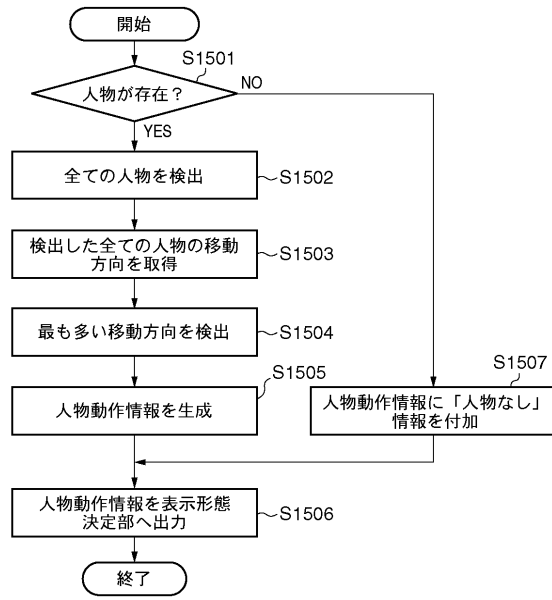 開始
S1501
人物が存在？
NO
YES
全ての人物を検出
S1502
検出した全ての人物の移動
方向を取得
S1503
最も多い移動方向を検出
S1504
S1505
人物動作情報を生成
S1507
人物動作情報に「人物なし」
情報を付加
人物動作情報を表示形態
決定部へ出力
S1506
終了